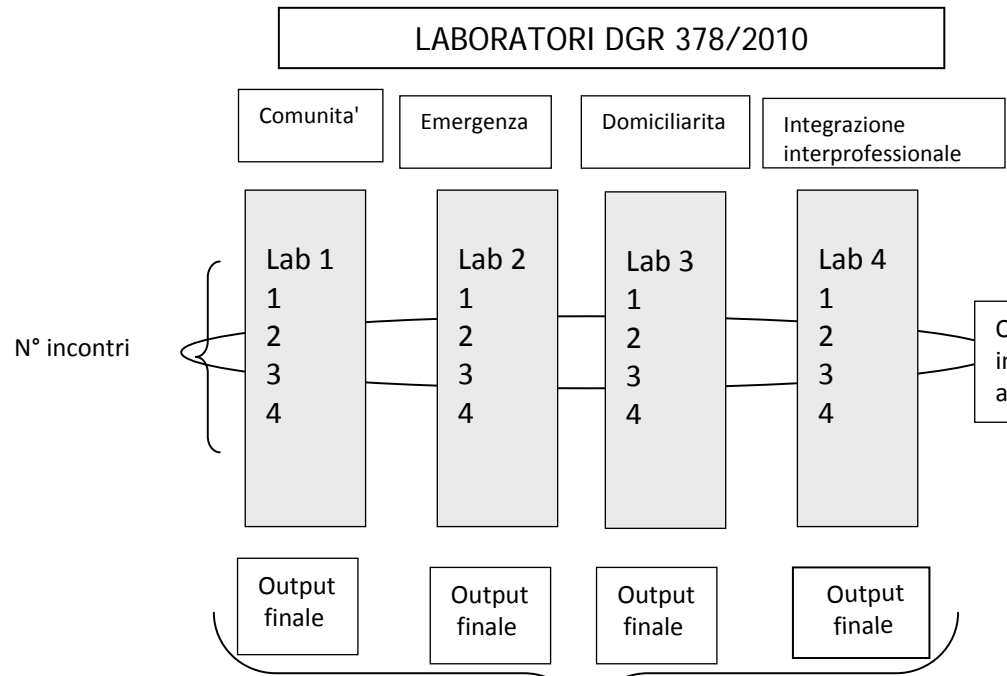 LABORATORI DGR 378/2010
Comunita'
Emergenza
Domiciliarita
Integrazione
interprofessionale
N° incontri
Lab 1
1
2
3
4
Lab 2
1
2
3
4
Lab 3
1
2
3
4
Lab 4
1
2
3
4
Output
finale
Output
finale
Output
finale
Output
finale